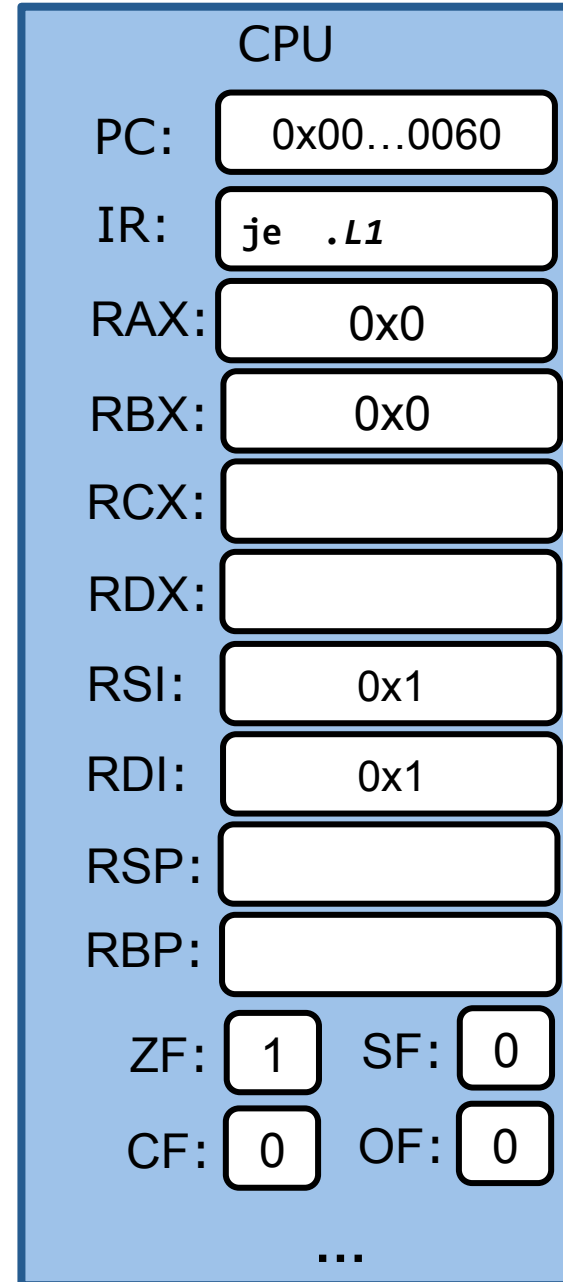 CPU
PC: 0x00...0060
IR: je .L1
RAX: 0x0
RBX: 0x0
RCX:
RDX:
RSI: 0x1
RDI: 0x1
RSP:
RBP:
ZF: 1 SF: 0
CF: 0 OF: 0
...